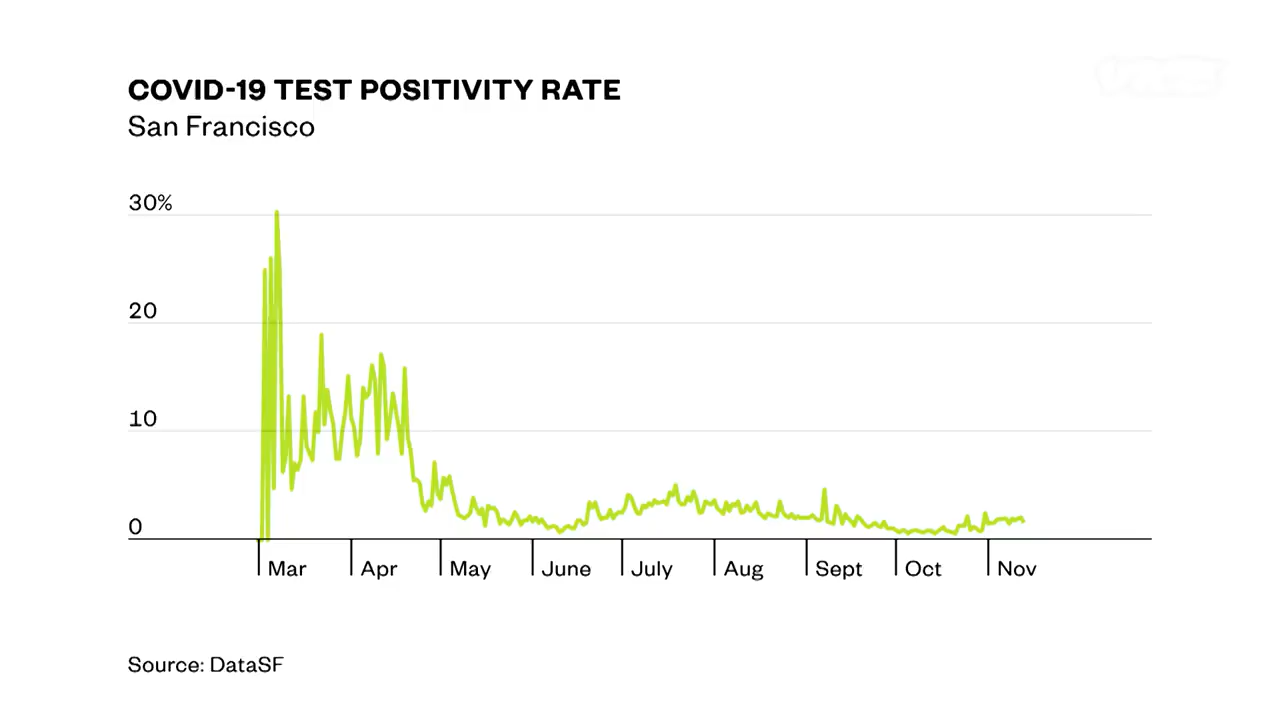 COVID-19 TEST POSITIVITY RATE
San Francisco
30%
20
10
0
Mar Apr May June July Aug Sept Oct Nov
Source: DataSF